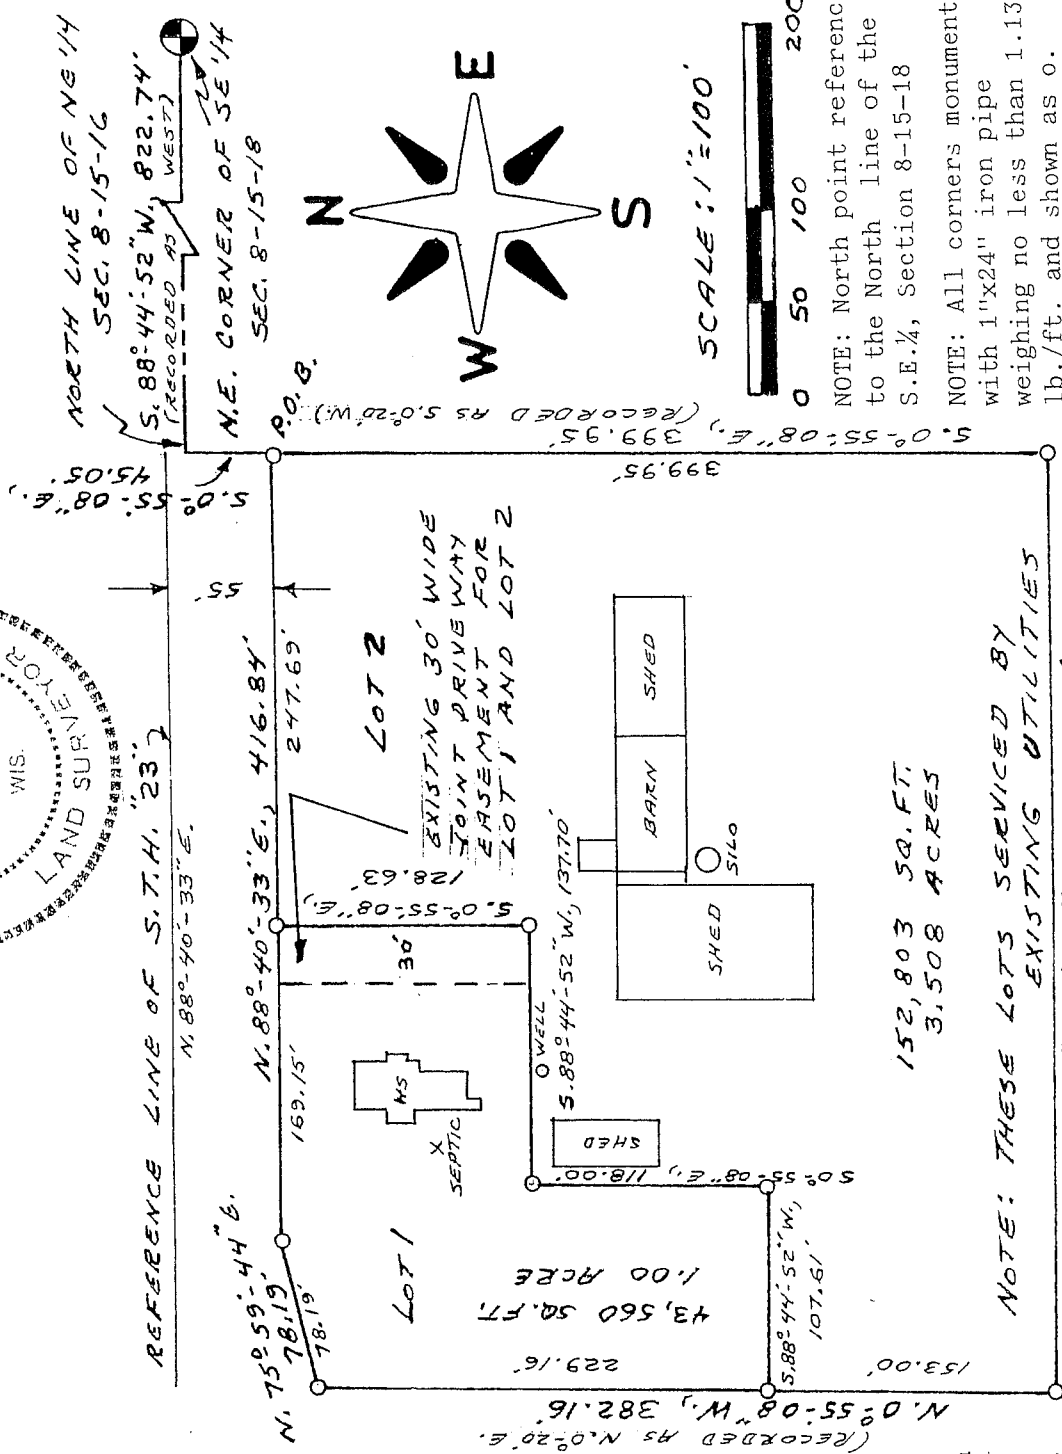 WIS.
LAND SURVEYOR
NORTH LINE OF NE 1/4
SEC. 8-15-16
S. 88°-44'-52" W., 822.74'
(RECORDED AS WEST)
N.E. CORNER OF SE 1/4
SEC. 8-15-18
REFERENCE LINE OF S.T.H. "23"
N. 88°-40'-33" E.
S. 0°-55'-08" E.,
45.05'
P.O.B.
55'
N. 75°-59'-44" E.
78.19'
78.19'
N. 88°-40'-33" E., 416.84'
169.15'
247.69'
LOT 2
EXISTING 30' WIDE
JOINT DRIVEWAY
EASEMENT FOR
LOT 1 AND LOT 2
S. 0°-55'-08" E.,
128.63'
30'
HS
X
SEPTIC
WELL
S. 88°-44'-52" W., 137.70'
SHED
S 0°-55'-08" E., 118.00'
LOT 1
43,560 SQ. FT.
1.00 ACRE
229.16'
S. 88°-44'-52" W.,
107.61'
153.00'
N. 0°-55'-08" W., 382.16'
(RECORDED AS N. 0°-20' E.
SHED
BARN
SHED
SILO
152,803 SQ. FT.
3.508 ACRES
399.95'
S. 0°-55'-08" E., 399.95'
(RECORDED AS S. 0°-20' W.)
NOTE: THESE LOTS SERVICED BY
EXISTING UTILITIES
N
W
E
S
SCALE: 1"=100'
0 50 100 200
NOTE: North point referenc
to the North line of the
S.E.¼, Section 8-15-18
NOTE: All corners monument
with 1"x24" iron pipe
weighing no less than 1.13
lb./ft. and shown as o.